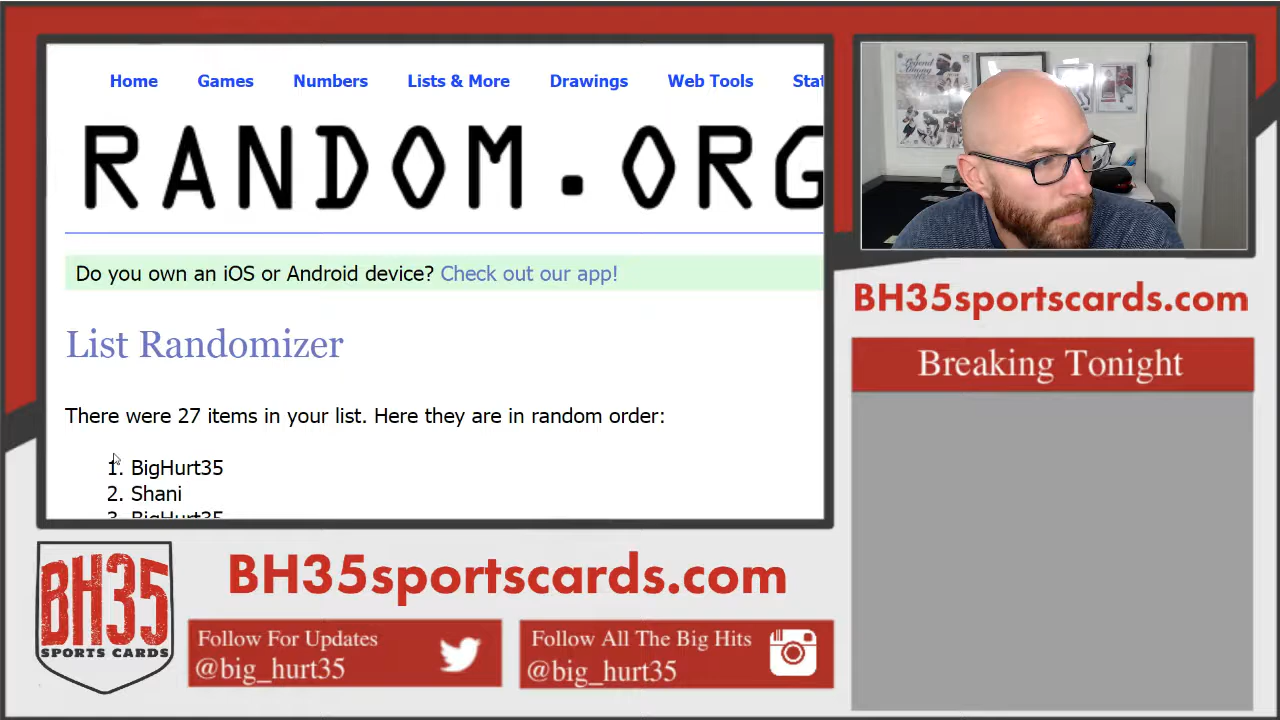 Home Games Numbers Lists & More Drawings Web Tools Stat
RANDOM.ORG
Do you own an iOS or Android device? Check out our app!
List Randomizer
There were 27 items in your list. Here they are in random order:
1. BigHurt35
2. Shani
3. BigHurt35
BH35sportscards.com
Breaking Tonight
BH35
SPORTS CARDS
BH35sportscards.com
Follow For Updates
@big_hurt35
Follow All The Big Hits
@big_hurt35